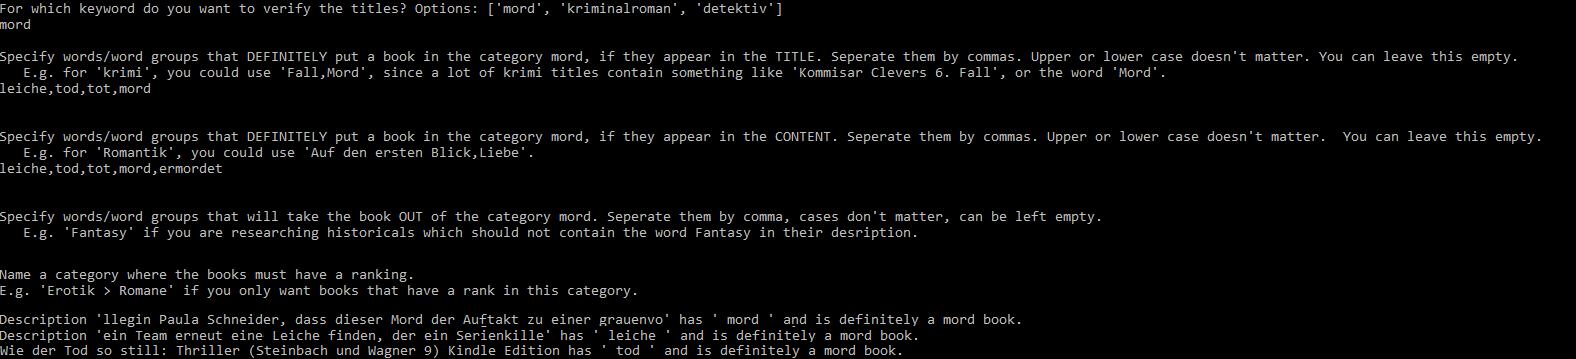 For which keyword do you want to verify the titles? Options: ['mord', 'kriminalroman', 'detektiv']
mord
Specify words/word groups that DEFINITELY put a book in the category mord, if they appear in the TITLE. Seperate them by commas. Upper or lower case doesn't matter. You can leave this empty.
E.g. for 'krimi', you could use 'Fall,Mord', since a lot of krimi titles contain something like 'Kommisar Clevers 6. Fall', or the word 'Mord'.
leiche,tod,tot,mord
Specify words/word groups that DEFINITELY put a book in the category mord, if they appear in the CONTENT. Seperate them by commas. Upper or lower case doesn't matter.  You can leave this empty.
E.g. for 'Romantik', you could use 'Auf den ersten Blick,Liebe'.
leiche,tod,tot,mord,ermordet
Specify words/word groups that will take the book OUT of the category mord. Seperate them by comma, cases don't matter, can be left empty.
E.g. 'Fantasy' if you are researching historicals which should not contain the word Fantasy in their desription.
Name a category where the books must have a ranking.
E.g. 'Erotik > Romane' if you only want books that have a rank in this category.
Description 'llegin Paula Schneider, dass dieser Mord der Auftakt zu einer grauenvo' has ' mord ' and is definitely a mord book.
Description 'ein Team erneut eine Leiche finden, der ein Serienkille' has ' leiche ' and is definitely a mord book.
Wie der Tod so still: Thriller (Steinbach und Wagner 9) Kindle Edition has ' tod ' and is definitely a mord book.